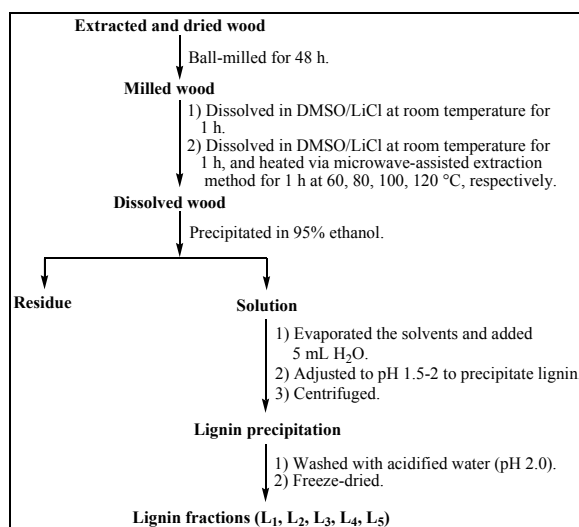 Extracted and dried wood
Ball-milled for 48 h.
Milled wood
1) Dissolved in DMSO/LiCl at room temperature for
1 h.
2) Dissolved in DMSO/LiCl at room temperature for
1 h, and heated via microwave-assisted extraction
method for 1 h at 60, 80, 100, 120 °C, respectively.
Dissolved wood
Precipitated in 95% ethanol.
Residue
Solution
1) Evaporated the solvents and added
5 mL H₂O.
2) Adjusted to pH 1.5-2 to precipitate lignin
3) Centrifuged.
Lignin precipitation
1) Washed with acidified water (pH 2.0).
2) Freeze-dried.
Lignin fractions (L₁, L₂, L₃, L₄, L₅)